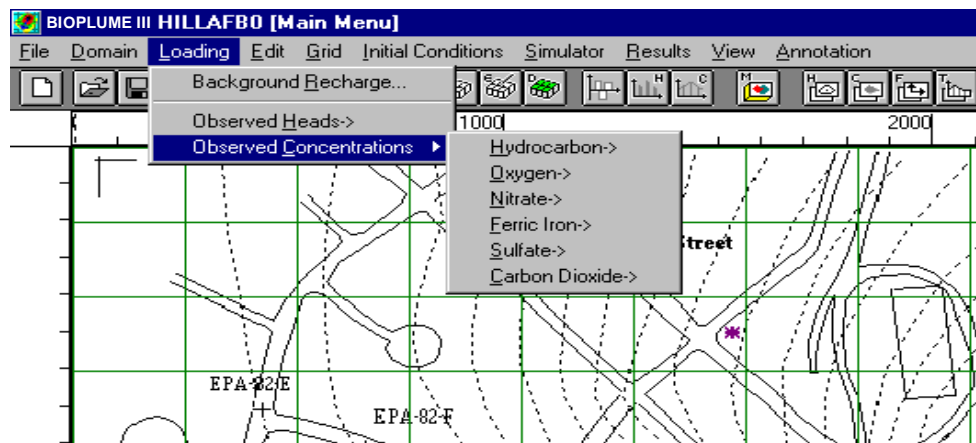 BIOPLUME III HILLAFB0 [Main Menu]
File Domain Loading Edit Grid Initial Conditions Simulator Results View Annotation
Background Recharge...
Observed Heads->
Observed Concentrations
1000
2000
Hydrocarbon->
Oxygen->
Nitrate->
Ferric Iron->
Sulfate->
Carbon Dioxide->
Street
EPA-82-E
EPA-82-F